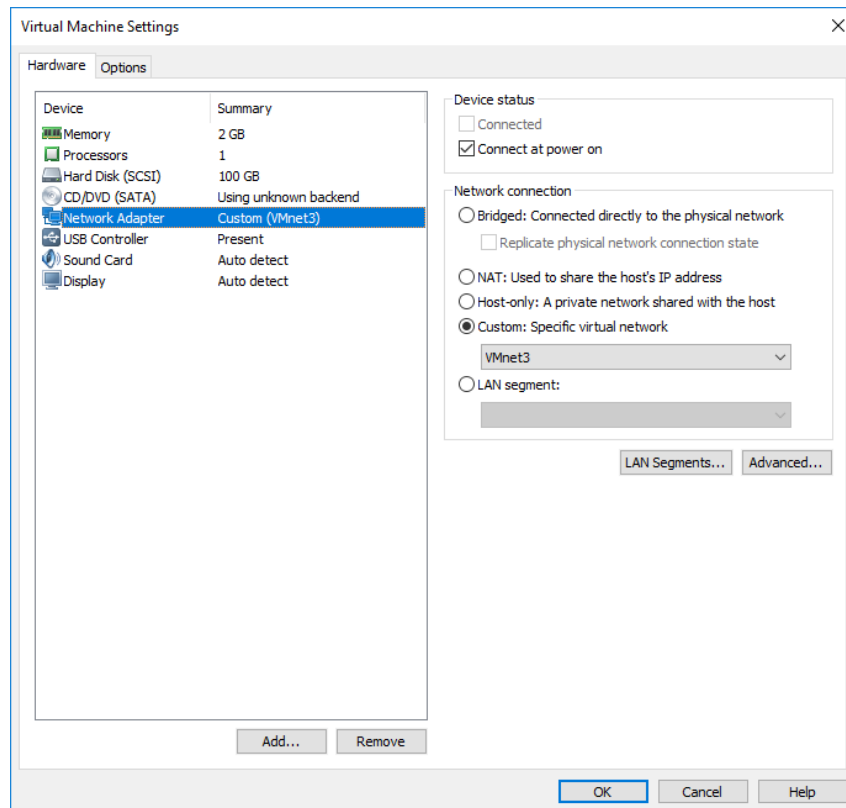 Virtual Machine Settings
Hardware Options
Device Summary
Memory 2 GB
Processors 1
Hard Disk (SCSI) 100 GB
CD/DVD (SATA) Using unknown backend
Network Adapter Custom (VMnet3)
USB Controller Present
Sound Card Auto detect
Display Auto detect
Add... Remove
Device status
Connected
Connect at power on
Network connection
Bridged: Connected directly to the physical network
Replicate physical network connection state
NAT: Used to share the host's IP address
Host-only: A private network shared with the host
Custom: Specific virtual network
VMnet3
LAN segment:
LAN Segments... Advanced...
OK Cancel Help